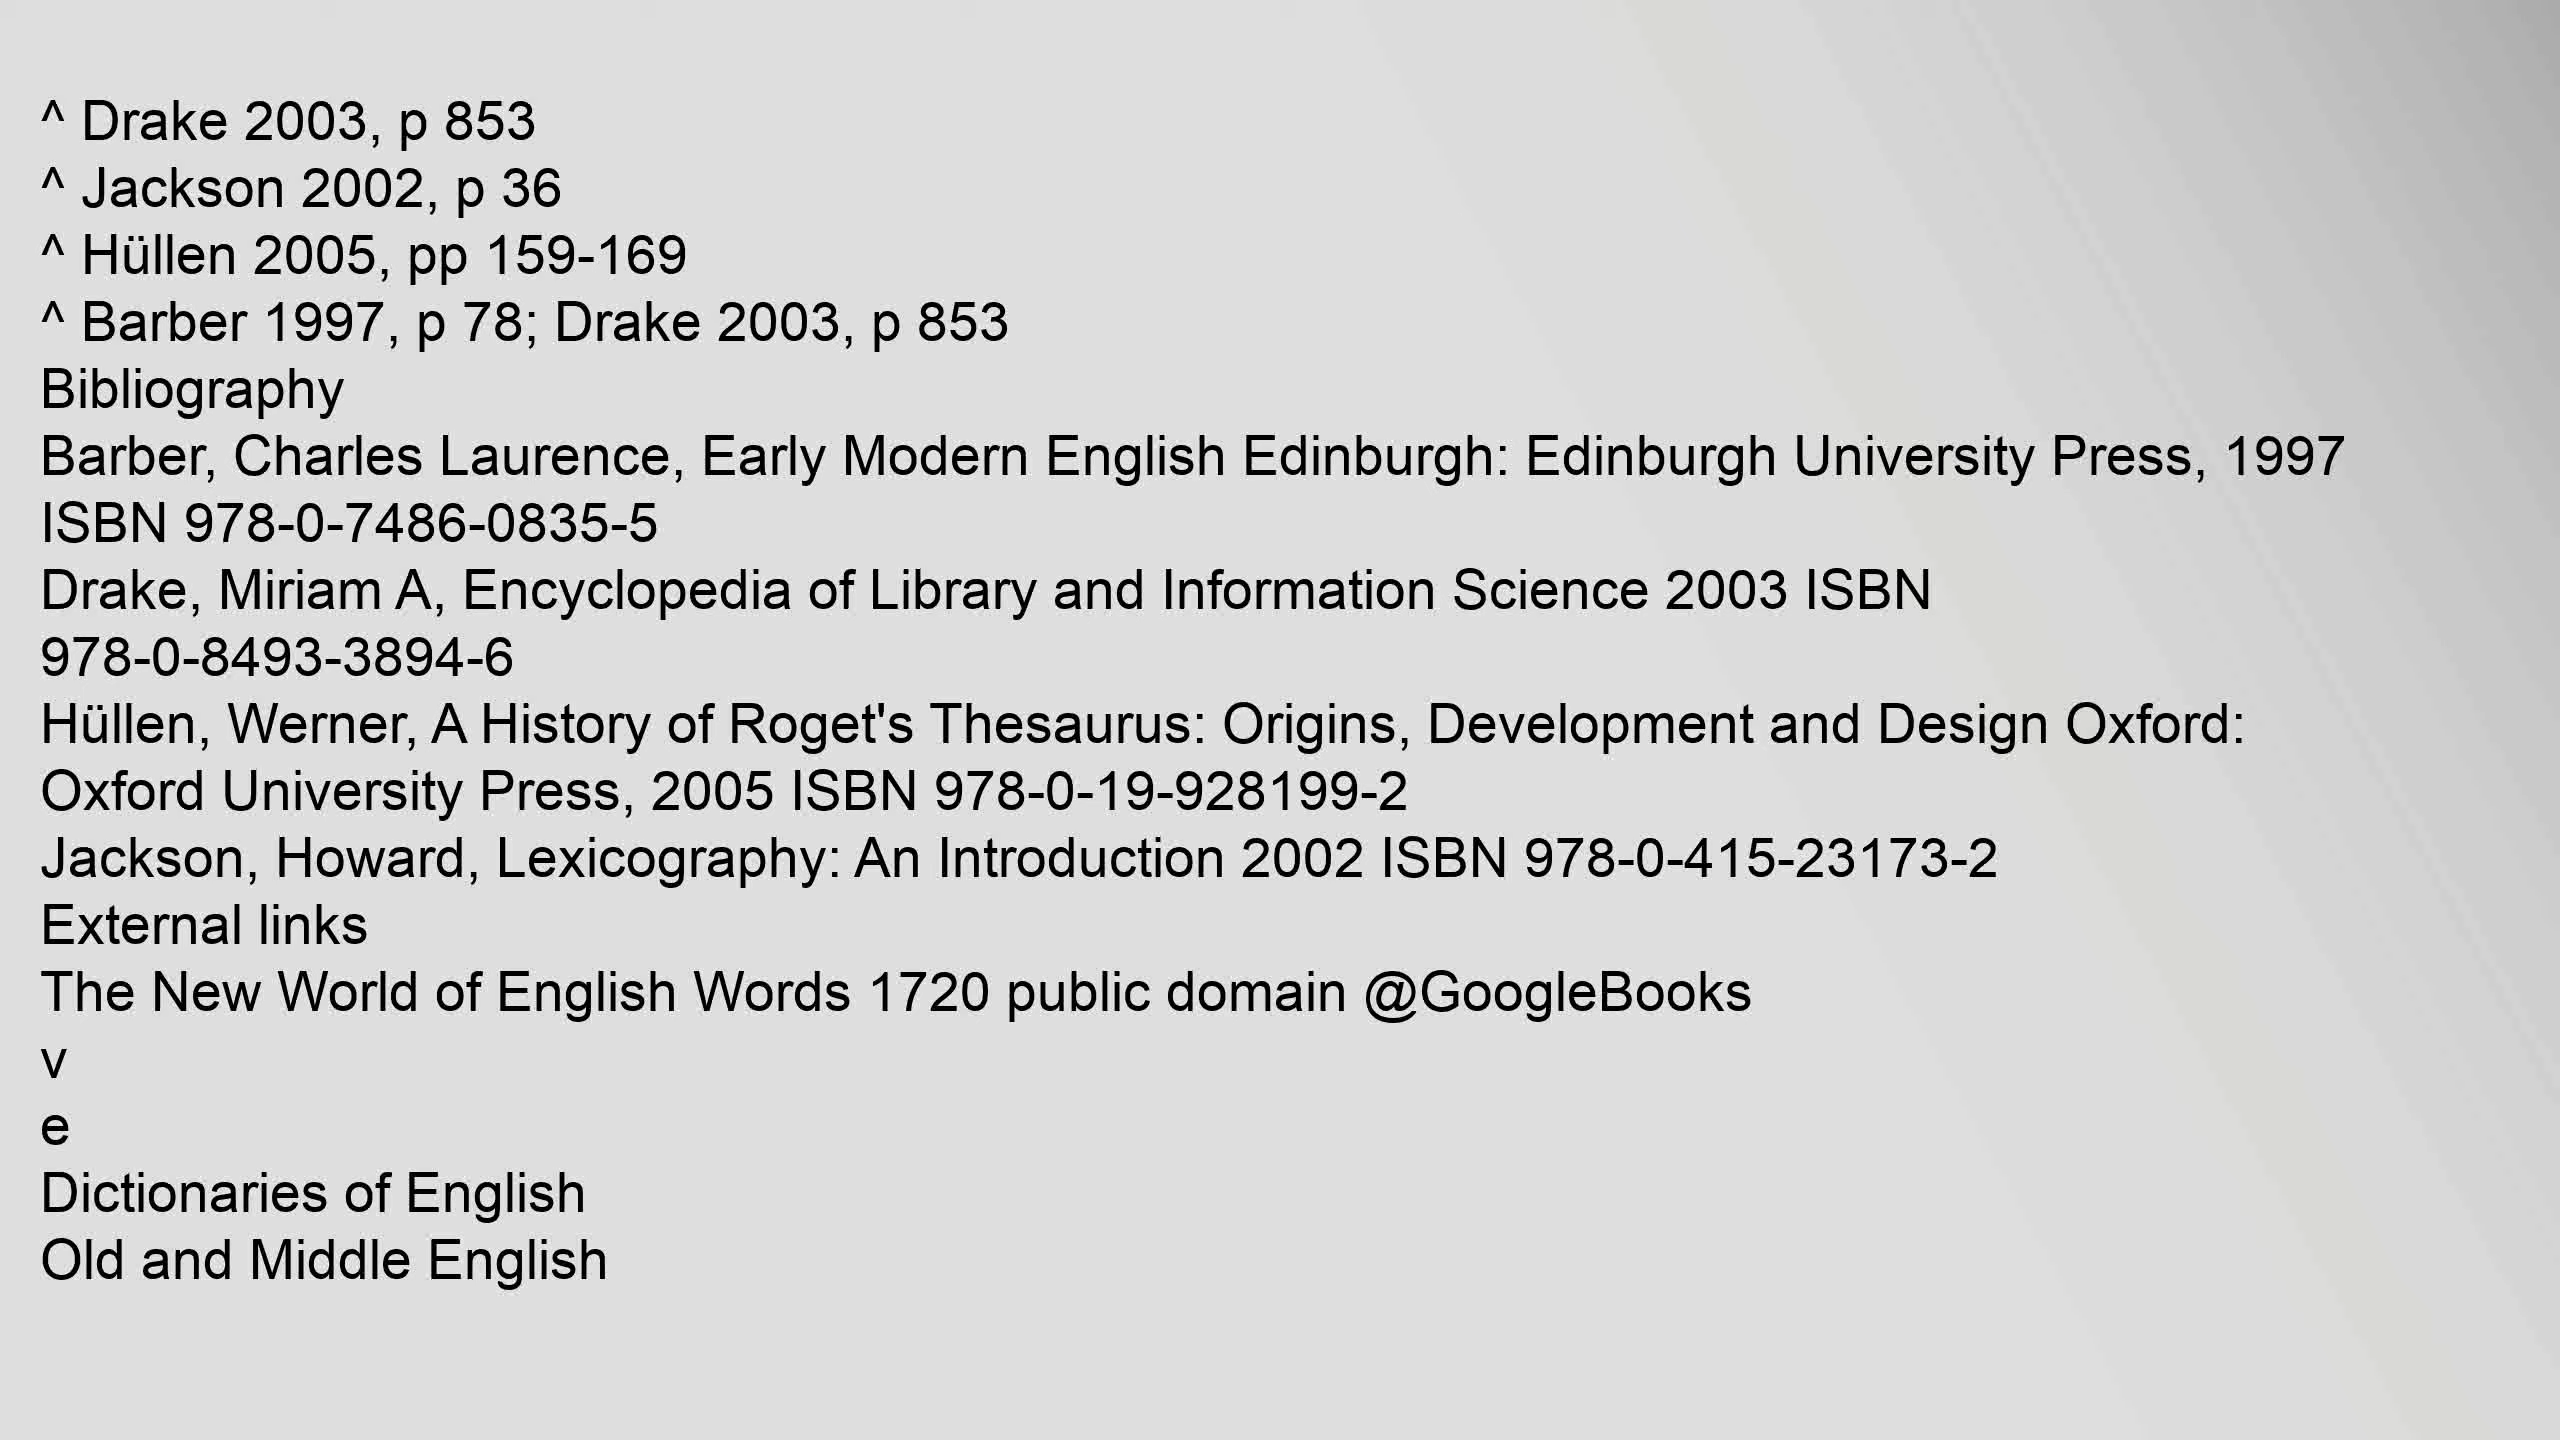 ^ Drake 2003, p 853
^ Jackson 2002, p 36
^ Hüllen 2005, pp 159-169
^ Barber 1997, p 78; Drake 2003, p 853
Bibliography
Barber, Charles Laurence, Early Modern English Edinburgh: Edinburgh University Press, 1997
ISBN 978-0-7486-0835-5
Drake, Miriam A, Encyclopedia of Library and Information Science 2003 ISBN
978-0-8493-3894-6
Hüllen, Werner, A History of Roget's Thesaurus: Origins, Development and Design Oxford:
Oxford University Press, 2005 ISBN 978-0-19-928199-2
Jackson, Howard, Lexicography: An Introduction 2002 ISBN 978-0-415-23173-2
External links
The New World of English Words 1720 public domain @GoogleBooks
v
e
Dictionaries of English
Old and Middle English